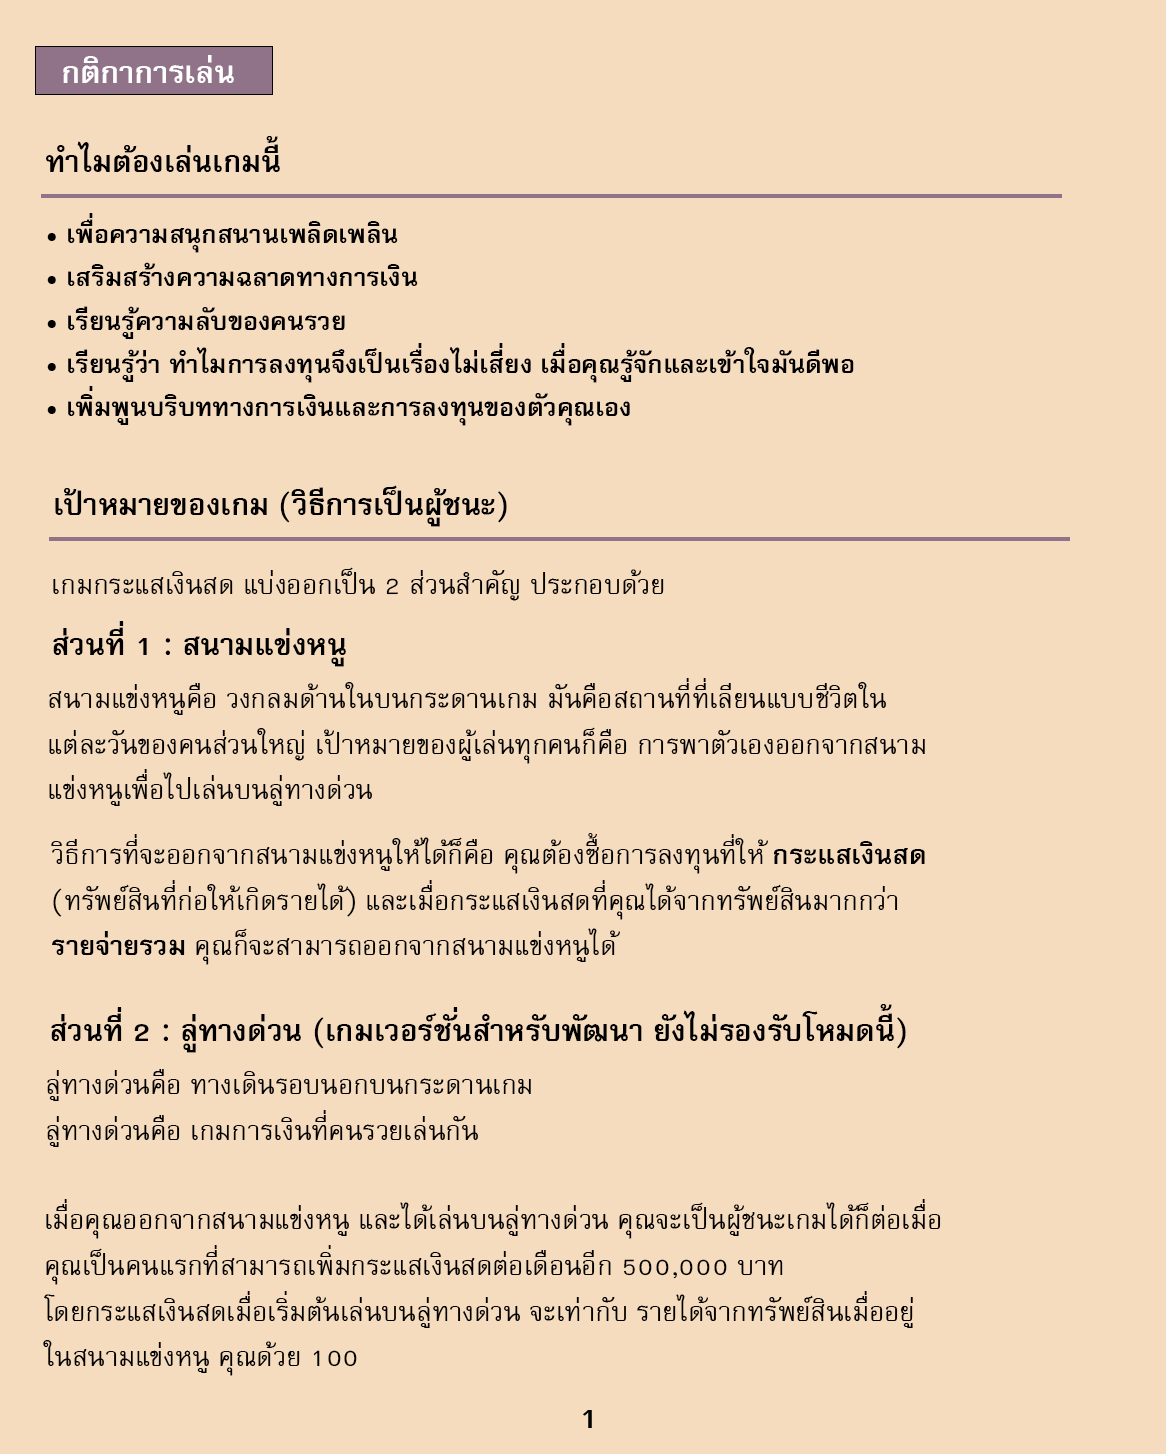 กติกาการเล่น
ทำไมต้องเล่นเกมนี้
• เพื่อความสนุกสนานเพลิดเพลิน
• เสริมสร้างความฉลาดทางการเงิน
• เรียนรู้ความลับของคนรวย
• เรียนรู้ว่า ทำไมการลงทุนจึงเป็นเรื่องไม่เสี่ยง เมื่อคุณรู้จักและเข้าใจมันดีพอ
• เพิ่มพูนบริบททางการเงินและการลงทุนของตัวคุณเอง
เป้าหมายของเกม (วิธีการเป็นผู้ชนะ)
เกมกระแสเงินสด แบ่งออกเป็น 2 ส่วนสำคัญ ประกอบด้วย
ส่วนที่ 1 : สนามแข่งหนู
สนามแข่งหนูคือ วงกลมด้านในบนกระดานเกม มันคือสถานที่ที่เลียนแบบชีวิตใน
แต่ละวันของคนส่วนใหญ่ เป้าหมายของผู้เล่นทุกคนก็คือ การพาตัวเองออกจากสนาม
แข่งหนูเพื่อไปเล่นบนลู่ทางด่วน
วิธีการที่จะออกจากสนามแข่งหนูให้ได้ก็คือ คุณต้องซื้อการลงทุนที่ให้ กระแสเงินสด
(ทรัพย์สินที่ก่อให้เกิดรายได้) และเมื่อกระแสเงินสดที่คุณได้จากทรัพย์สินมากกว่า
รายจ่ายรวม คุณก็จะสามารถออกจากสนามแข่งหนูได้
ส่วนที่ 2 : ลู่ทางด่วน (เกมเวอร์ชั่นสำหรับพัฒนา ยังไม่รองรับโหมดนี้)
ลู่ทางด่วนคือ ทางเดินรอบนอกบนกระดานเกม
ลู่ทางด่วนคือ เกมการเงินที่คนรวยเล่นกัน
เมื่อคุณออกจากสนามแข่งหนู และได้เล่นบนลู่ทางด่วน คุณจะเป็นผู้ชนะเกมได้ก็ต่อเมื่อ
คุณเป็นคนแรกที่สามารถเพิ่มกระแสเงินสดต่อเดือนอีก 500,000 บาท
โดยกระแสเงินสดเมื่อเริ่มต้นเล่นบนลู่ทางด่วน จะเท่ากับ รายได้จากทรัพย์สินเมื่ออยู่
ในสนามแข่งหนู คุณด้วย 100
1